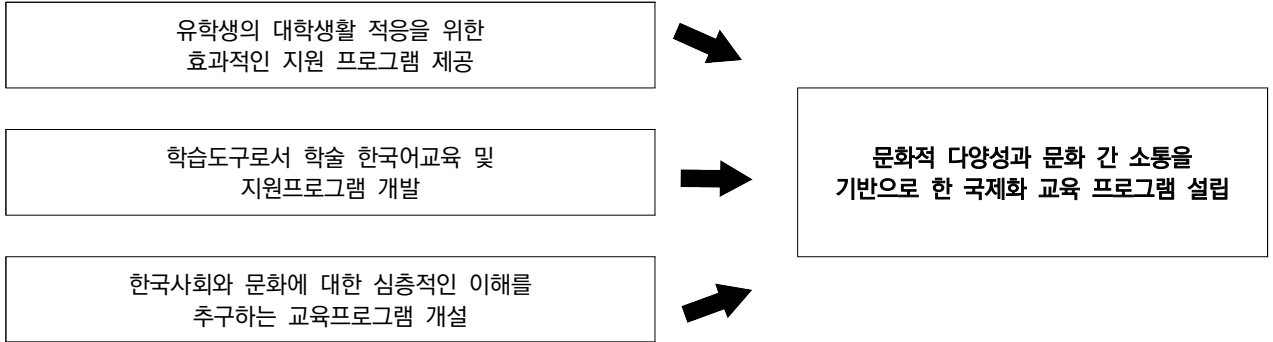 유학생의 대학생활 적응을 위한
효과적인 지원 프로그램 제공
학습도구로서 학술 한국어교육 및
지원프로그램 개발
한국사회와 문화에 대한 심층적인 이해를
추구하는 교육프로그램 개설
문화적 다양성과 문화 간 소통을
기반으로 한 국제화 교육 프로그램 설립